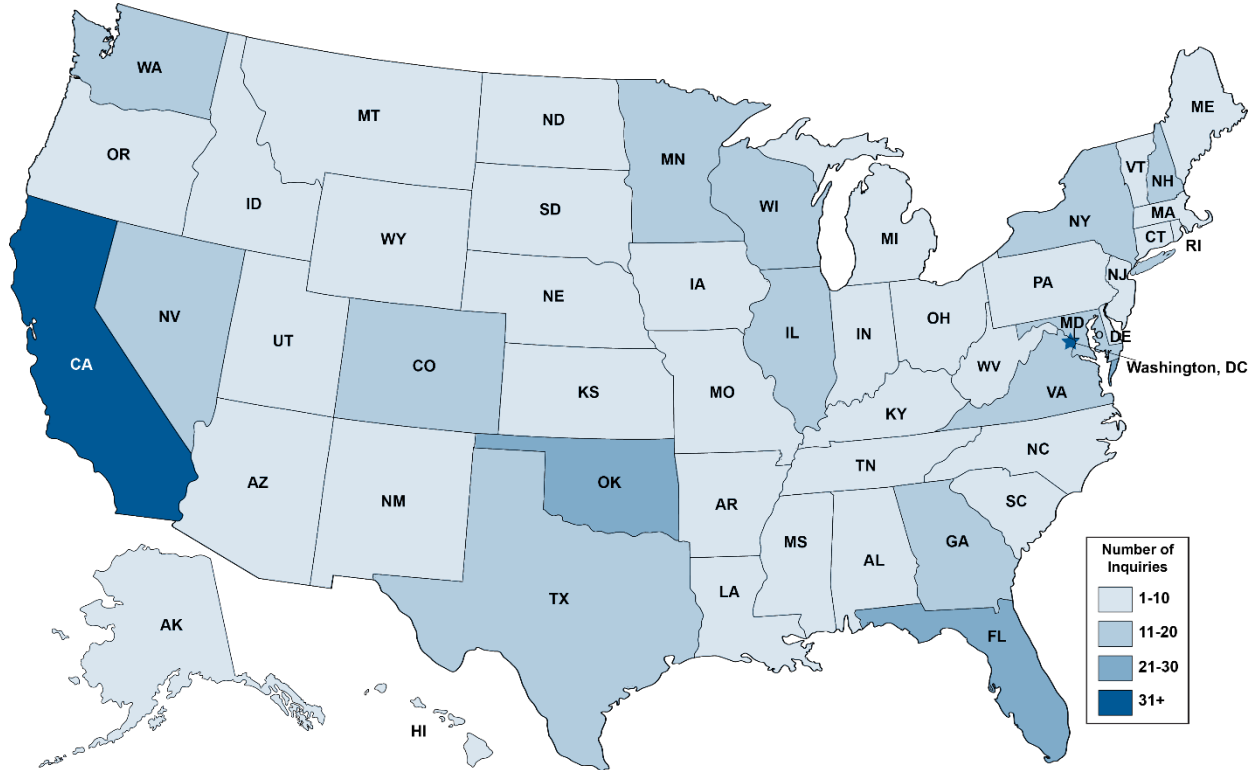 WA
MT
ND
MN
ME
OR
ID
SD
WI
VT
NH
NY
MA
WY
MI
CT
RI
IA
PA
NJ
NE
NV
UT
CO
IL
IN
OH
MD
DE
CA
KS
MO
WV
VA
Washington, DC
KY
NC
TN
AZ
NM
OK
AR
SC
MS
AL
GA
TX
LA
AK
FL
HI
Number of
Inquiries
1-10
11-20
21-30
31+